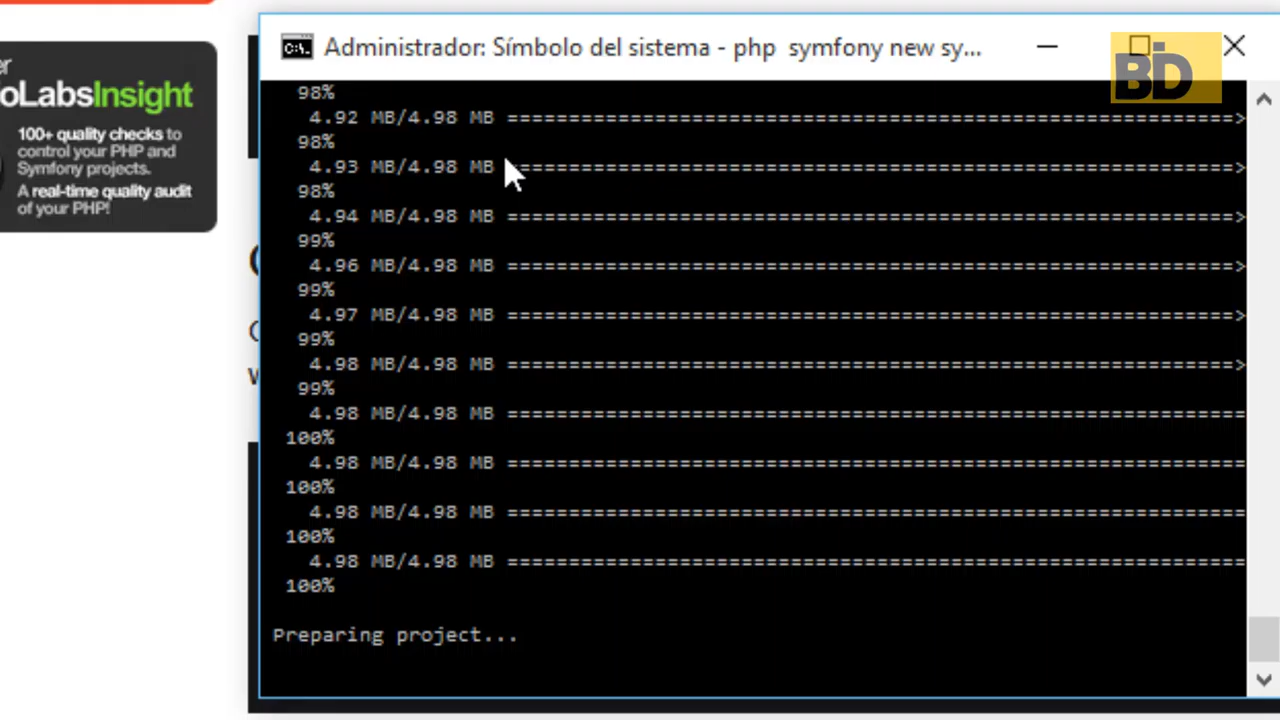 er
oLabsInsight
100+ quality checks to
control your PHP and
Symfony projects.
A real-time quality audit
of your PHP!
Administrador: Símbolo del sistema - php symfony new sy...
BD
98%
4.92 MB/4.98 MB ===========================================================>
98%
4.93 MB/4.98 MB ===========================================================>
98%
4.94 MB/4.98 MB ===========================================================>
99%
4.96 MB/4.98 MB ===========================================================>
99%
4.97 MB/4.98 MB ===========================================================>
99%
4.98 MB/4.98 MB ===========================================================>
99%
4.98 MB/4.98 MB ============================================================
100%
4.98 MB/4.98 MB ============================================================
100%
4.98 MB/4.98 MB ============================================================
100%
4.98 MB/4.98 MB ============================================================
100%
Preparing project...